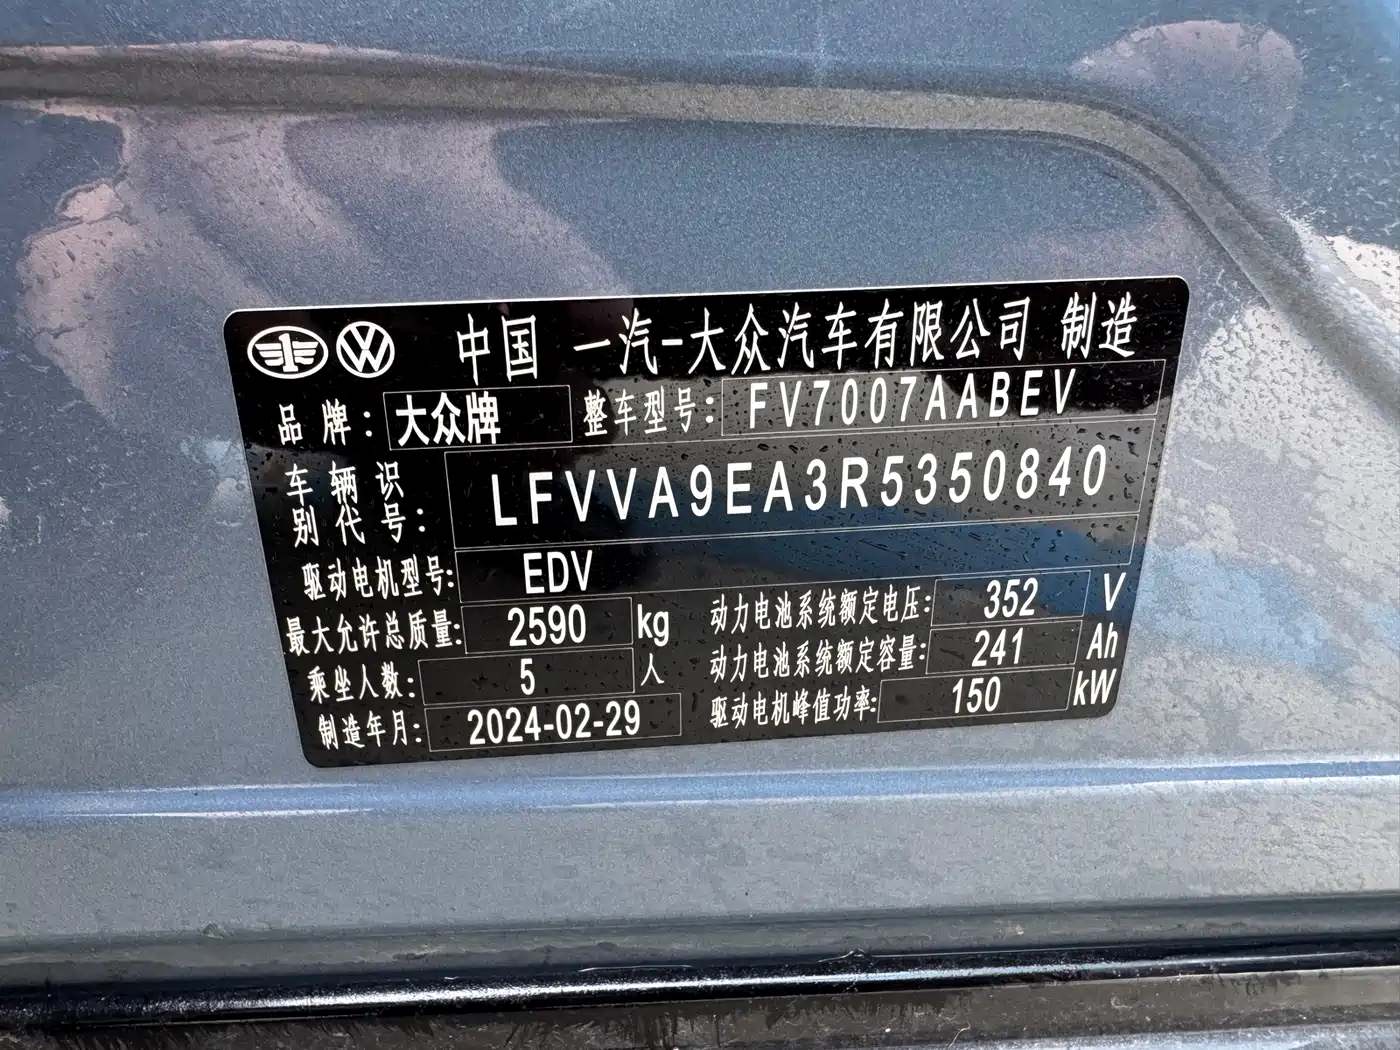 中国 一汽-大众汽车有限公司 制造
品牌: 大众牌 整车型号: FV7007AABEV
车辆识别代号: LFVVA9EA3R5350840
驱动电机型号: EDV
最大允许总质量: 2590 kg 动力电池系统额定电压: 352 V
乘坐人数: 5 人 动力电池系统额定容量: 241 Ah
制造年月: 2024-02-29 驱动电机峰值功率: 150 kW